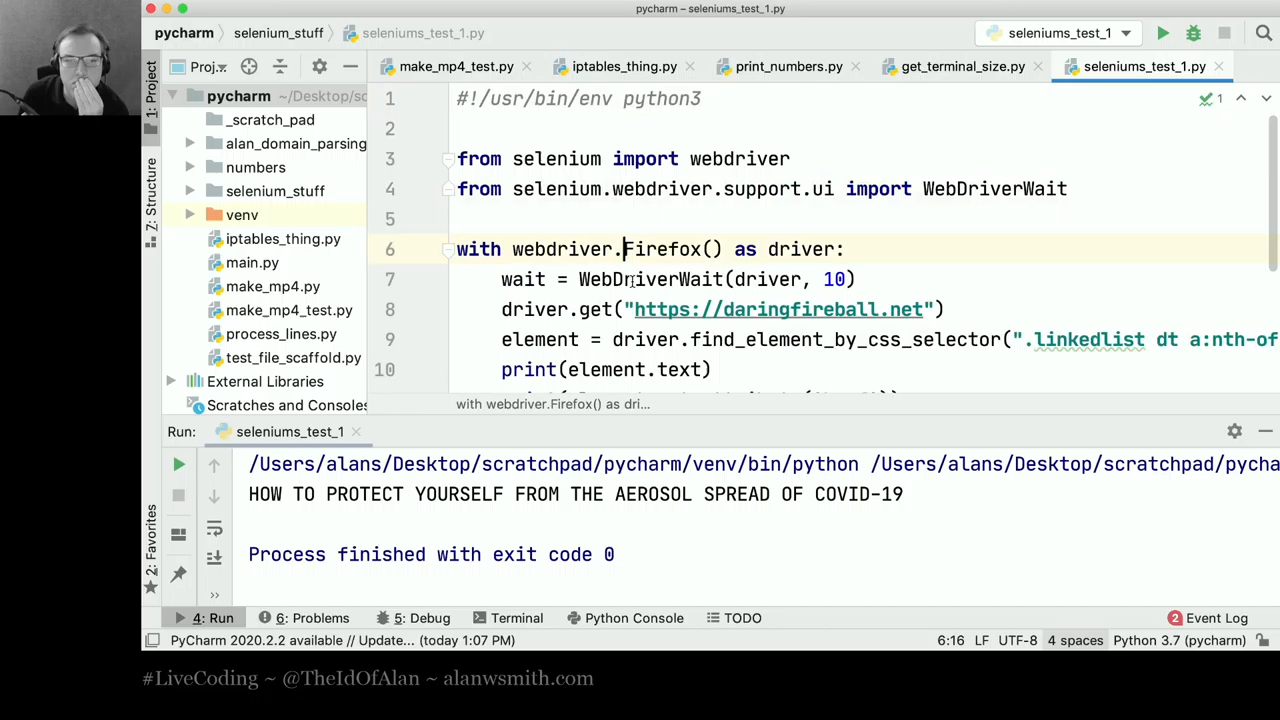 pycharm – seleniums_test_1.py
pycharm selenium_stuff seleniums_test_1.py
seleniums_test_1
1: Project
Z: Structure
2: Favorites
Proj..
make_mp4_test.py
iptables_thing.py
print_numbers.py
get_terminal_size.py
seleniums_test_1.py
pycharm ~/Desktop/sc
_scratch_pad
alan_domain_parsing
numbers
selenium_stuff
venv
iptables_thing.py
main.py
make_mp4.py
make_mp4_test.py
process_lines.py
test_file_scaffold.py
External Libraries
Scratches and Consoles
1 #!/usr/bin/env python3
2
3 from selenium import webdriver
4 from selenium.webdriver.support.ui import WebDriverWait
5
6 with webdriver.Firefox() as driver:
7 wait = WebDriverWait(driver, 10)
8 driver.get("https://daringfireball.net")
9 element = driver.find_element_by_css_selector(".linkedlist dt a:nth-of
10 print(element.text)
1
with webdriver.Firefox() as dri...
Run: seleniums_test_1
/Users/alans/Desktop/scratchpad/pycharm/venv/bin/python /Users/alans/Desktop/scratchpad/pycha
HOW TO PROTECT YOURSELF FROM THE AEROSOL SPREAD OF COVID-19
Process finished with exit code 0
4: Run 6: Problems 5: Debug Terminal Python Console TODO 2 Event Log
PyCharm 2020.2.2 available // Update... (today 1:07 PM) 6:16 LF UTF-8 4 spaces Python 3.7 (pycharm)
#LiveCoding ~ @TheIdOfAlan ~ alanwsmith.com